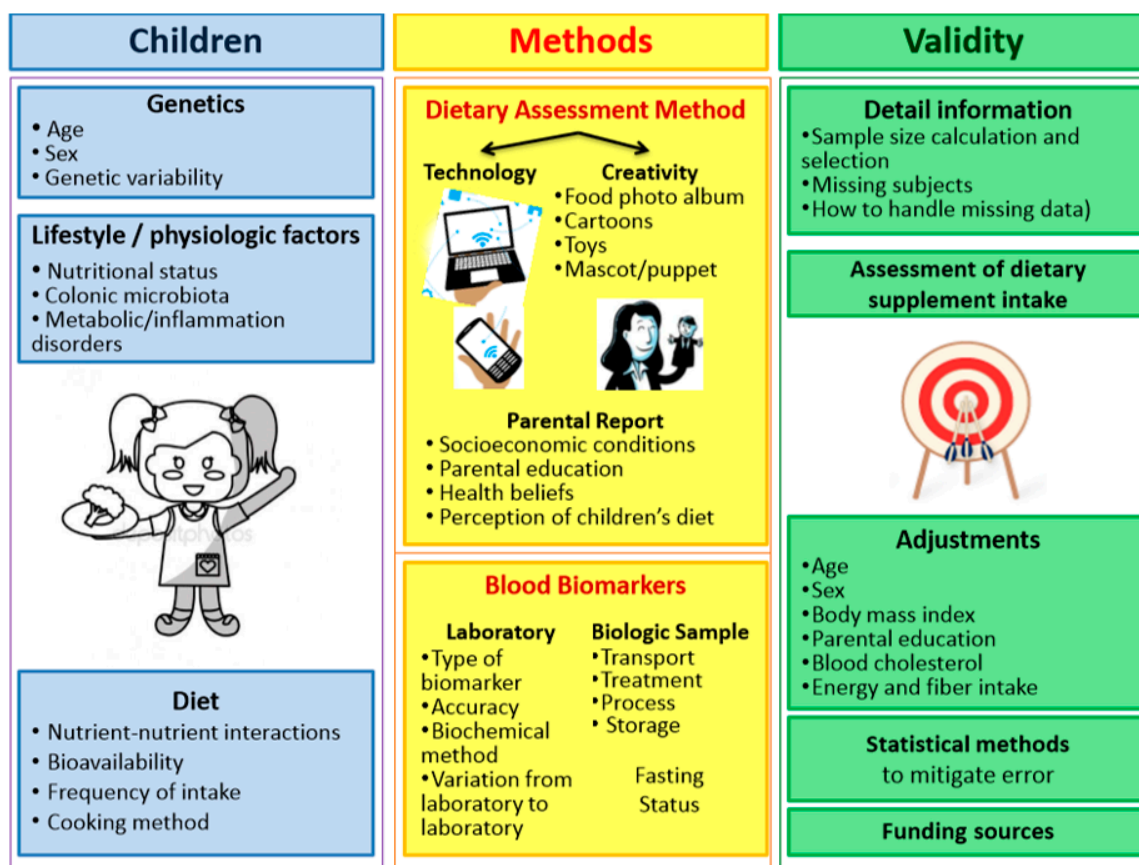 Children
Genetics
• Age
• Sex
• Genetic variability
Lifestyle / physiologic factors
• Nutritional status
• Colonic microbiota
• Metabolic/inflammation
disorders
Diet
• Nutrient-nutrient interactions
• Bioavailability
• Frequency of intake
• Cooking method
Methods
Dietary Assessment Method
Technology
Creativity
• Food photo album
• Cartoons
• Toys
• Mascot/puppet
Parental Report
• Socioeconomic conditions
• Parental education
• Health beliefs
• Perception of children's diet
Blood Biomarkers
Laboratory
• Type of
biomarker
• Accuracy
• Biochemical
method
• Variation from
laboratory to
laboratory
Biologic Sample
• Transport
• Treatment
• Process
• Storage
Fasting
Status
Validity
Detail information
• Sample size calculation and
selection
• Missing subjects
• How to handle missing data)
Assessment of dietary
supplement intake
Adjustments
• Age
• Sex
• Body mass index
• Parental education
• Blood cholesterol
• Energy and fiber intake
Statistical methods
to mitigate error
Funding sources